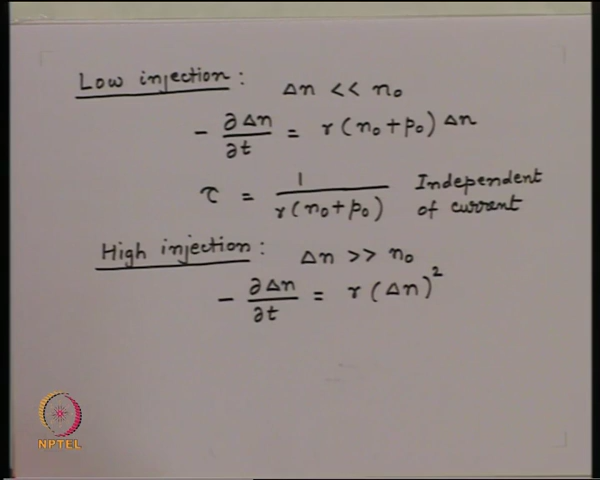 Low injection : Δn << n₀
- ∂Δn/∂t = r(n₀+p₀)Δn
τ = 1/r(n₀+p₀) Independent of current
High injection : Δn >> n₀
- ∂Δn/∂t = r(Δn)²
NPTEL